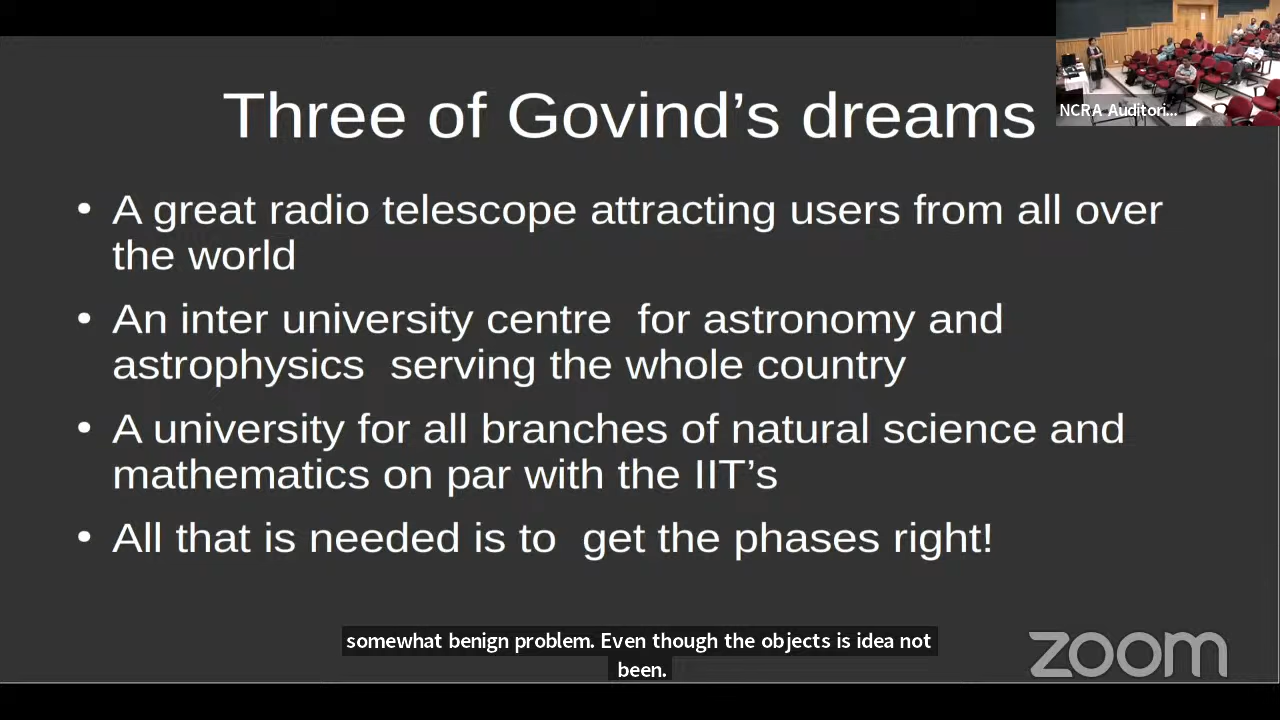 Three of Govind’s dreams
NCRA Auditori...
• A great radio telescope attracting users from all over
the world
• An inter university centre  for astronomy and
astrophysics  serving the whole country
• A university for all branches of natural science and
mathematics on par with the IIT’s
• All that is needed is to  get the phases right!
somewhat benign problem. Even though the objects is idea not
been.
zoom